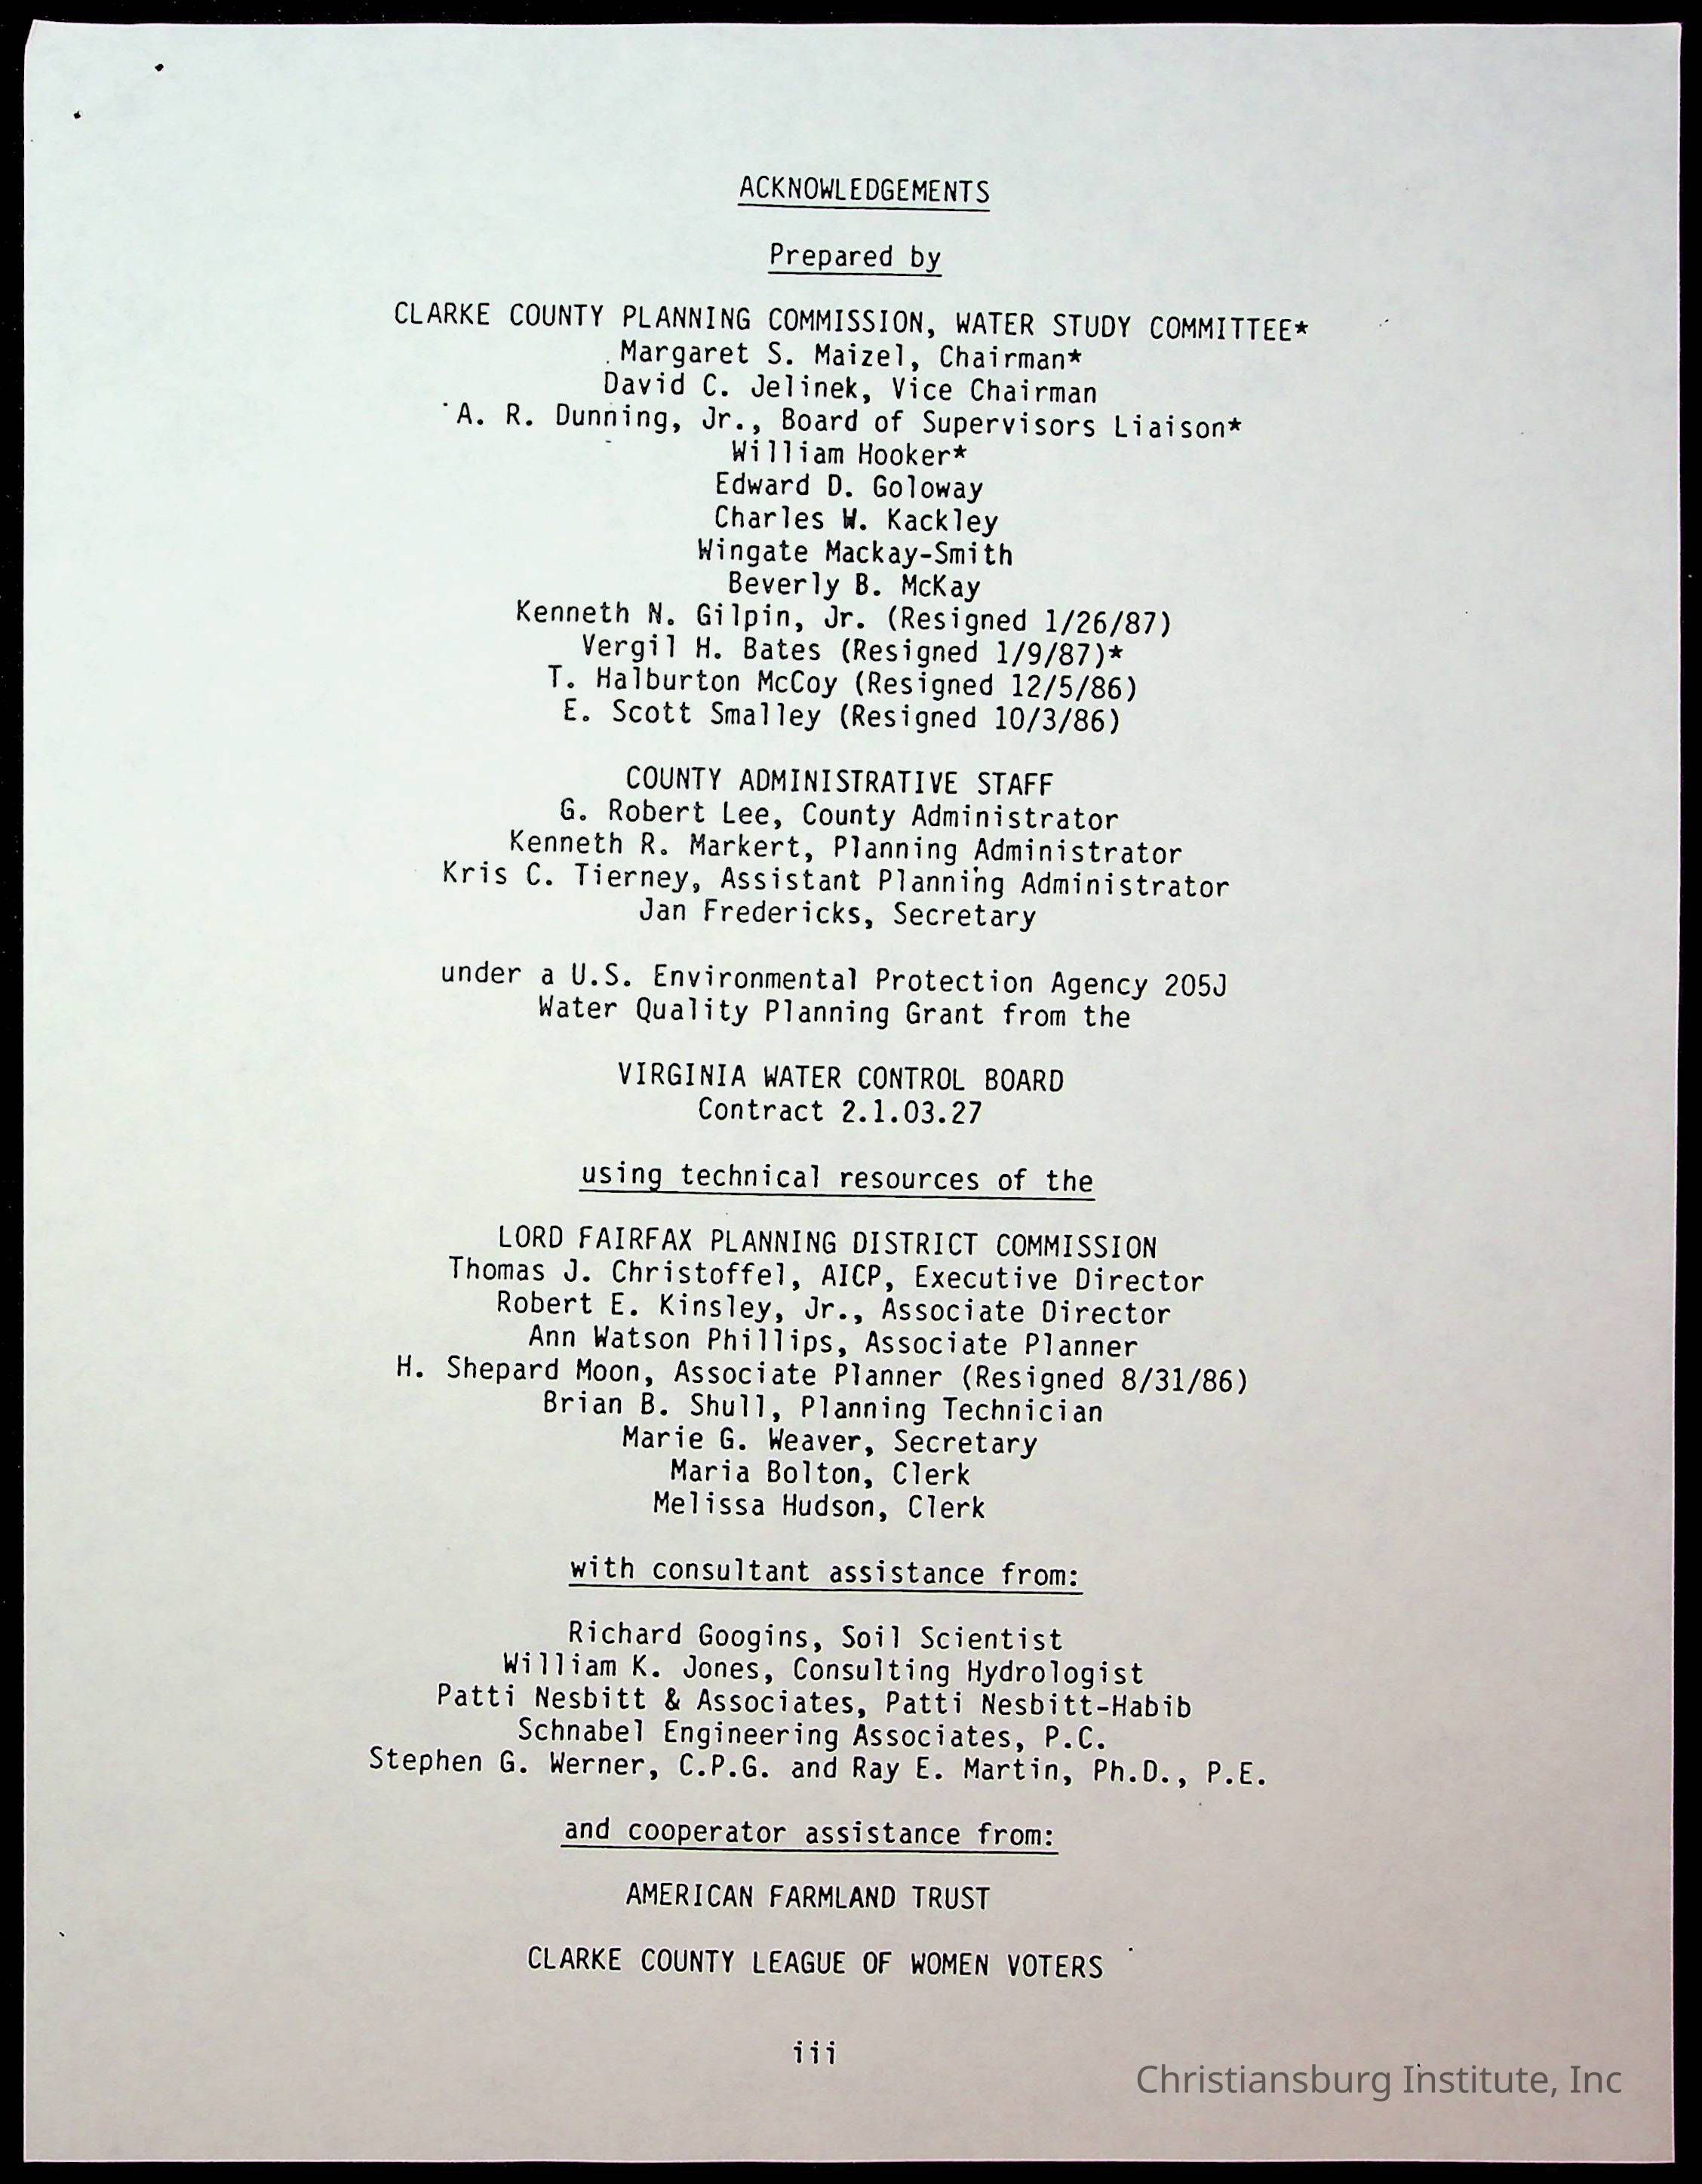 ACKNOWLEDGEMENTS
Prepared by
CLARKE COUNTY PLANNING COMMISSION, WATER STUDY COMMITTEE*
Margaret S. Maizel, Chairman*
David C. Jelinek, Vice Chairman
A. R. Dunning, Jr., Board of Supervisors Liaison*
William Hooker*
Edward D. Goloway
Charles W. Kackley
Wingate Mackay-Smith
Beverly B. McKay
Kenneth N. Gilpin, Jr. (Resigned 1/26/87)
Vergil H. Bates (Resigned 1/9/87)*
T. Halburton McCoy (Resigned 12/5/86)
E. Scott Smalley (Resigned 10/3/86)
COUNTY ADMINISTRATIVE STAFF
G. Robert Lee, County Administrator
Kenneth R. Markert, Planning Administrator
Kris C. Tierney, Assistant Planning Administrator
Jan Fredericks, Secretary
under a U.S. Environmental Protection Agency 205J
Water Quality Planning Grant from the
VIRGINIA WATER CONTROL BOARD
Contract 2.1.03.27
using technical resources of the
LORD FAIRFAX PLANNING DISTRICT COMMISSION
Thomas J. Christoffel, AICP, Executive Director
Robert E. Kinsley, Jr., Associate Director
Ann Watson Phillips, Associate Planner
H. Shepard Moon, Associate Planner (Resigned 8/31/86)
Brian B. Shull, Planning Technician
Marie G. Weaver, Secretary
Maria Bolton, Clerk
Melissa Hudson, Clerk
with consultant assistance from:
Richard Googins, Soil Scientist
William K. Jones, Consulting Hydrologist
Patti Nesbitt & Associates, Patti Nesbitt-Habib
Schnabel Engineering Associates, P.C.
Stephen G. Werner, C.P.G. and Ray E. Martin, Ph.D., P.E.
and cooperator assistance from:
AMERICAN FARMLAND TRUST
CLARKE COUNTY LEAGUE OF WOMEN VOTERS
iii
Christiansburg Institute, Inc